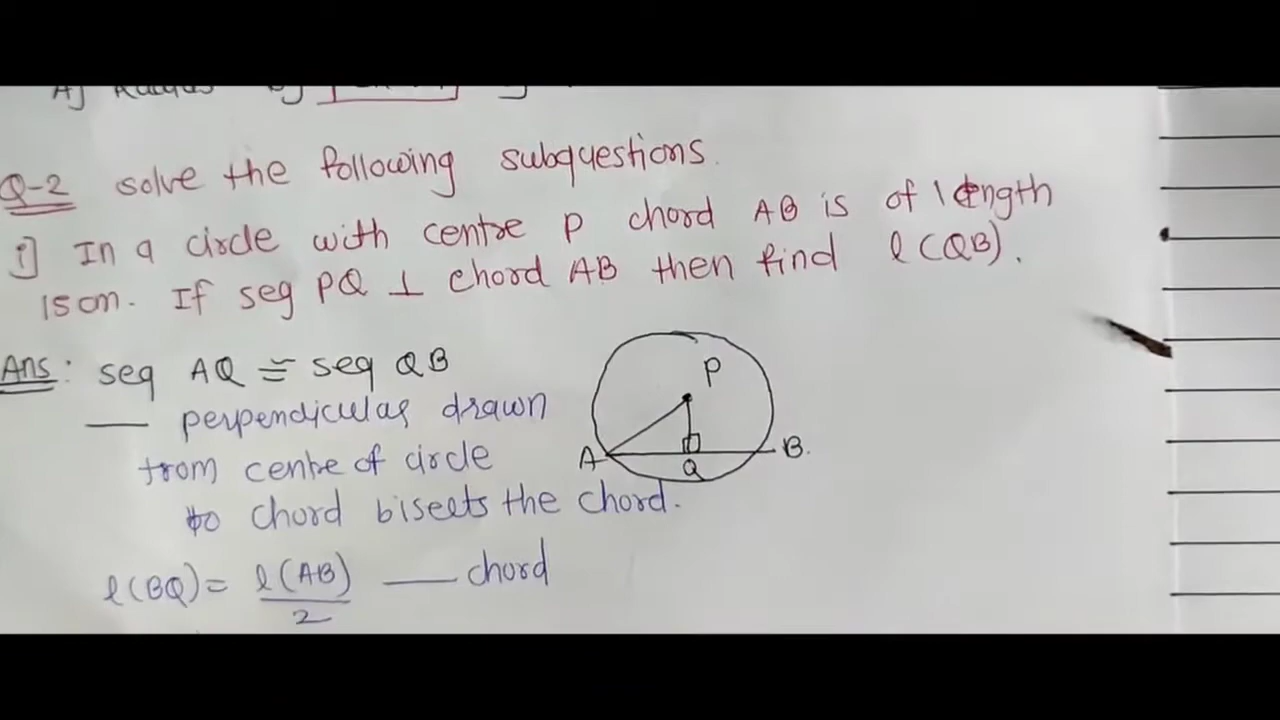 A]
Q-2 solve the following subquestions.
i] In a circle with centre P chord AB is of length
15cm. If seg PQ ⊥ chord AB then find l(QB).
Ans: seg AQ ≅ seg QB
— perpendicular drawn
from centre of circle
to chord bisects the chord.
P
A
Q
B.
l(BQ) = l(AB)/2 — chord